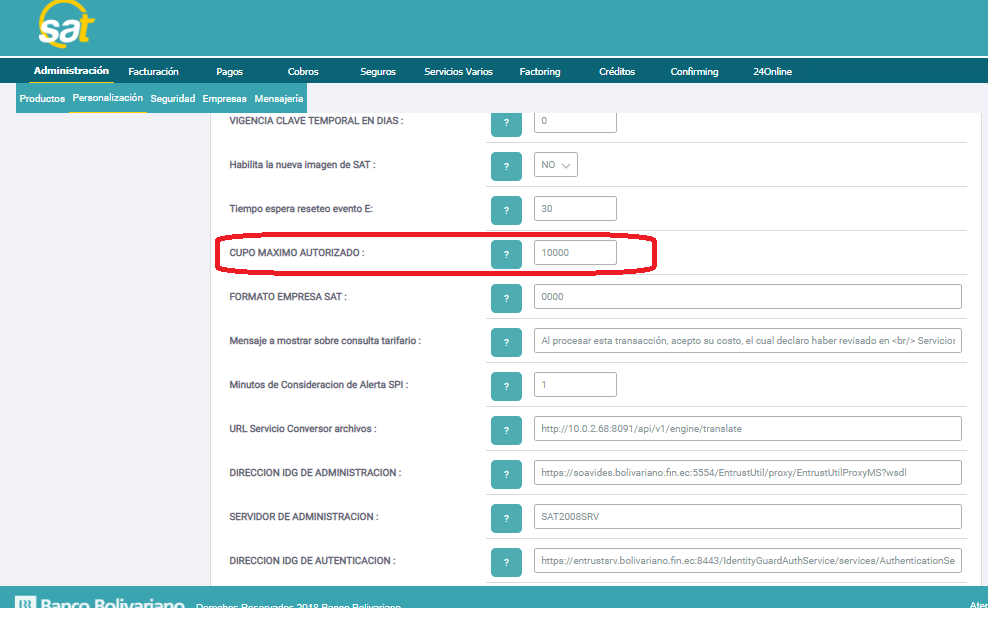 sat
Administración Facturación Pagos Cobros Seguros Servicios Varios Factoring Créditos Confirming 24Online
Productos Personalización Seguridad Empresas Mensajería
VIGENCIA CLAVE TEMPORAL EN DIAS : ? 0
Habilita la nueva imagen de SAT : ? NO
Tiempo espera reseteo evento E: ? 30
CUPO MAXIMO AUTORIZADO : ? 10000
FORMATO EMPRESA SAT : ? 0000
Mensaje a mostrar sobre consulta tarifario : ? Al procesar esta transacción, acepto su costo, el cual declaro haber revisado en <br/> Servicios
Minutos de Consideracion de Alerta SPI : ? 1
URL Servicio Conversor archivos : ? http://10.0.2.68:8091/api/v1/engine/translate
DIRECCION IDG DE ADMINISTRACION : ? https://soavides.bolivariano.fin.ec:5554/EntrustUtil/proxy/EntrustUtilProxyMS?wsdl
SERVIDOR DE ADMINISTRACION : ? SAT2008SRV
DIRECCION IDG DE AUTENTICACION : ? https://entrustsrv.bolivariano.fin.ec:8443/IdentityGuardAuthService/services/AuthenticationSe
Banco Bolivariano Derechos Reservados 2018 Banco Bolivariano Aten